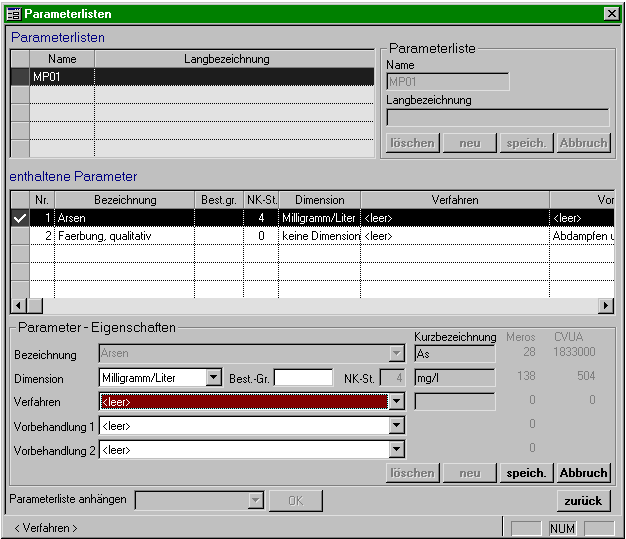 Parameterlisten
Parameterlisten
Name Langbezeichnung
MP01
Parameterliste
Name
MP01
Langbezeichnung
löschen neu speich. Abbruch
enthaltene Parameter
Nr. Bezeichnung Best.gr. NK-St. Dimension Verfahren Vor
1 Arsen 4 Milligramm/Liter <leer> <leer>
2 Faerbung, qualitativ 0 keine Dimension <leer> Abdampfen u
Parameter - Eigenschaften
Kurzbezeichnung Meros CVUA
Bezeichnung Arsen As 28 1833000
Dimension Milligramm/Liter Best.-Gr. NK-St. 4 mg/l 138 504
Verfahren <leer> 0 0
Vorbehandlung 1 <leer> 0
Vorbehandlung 2 <leer> 0
löschen neu speich. Abbruch
Parameterliste anhängen OK zurück
< Verfahren > NUM